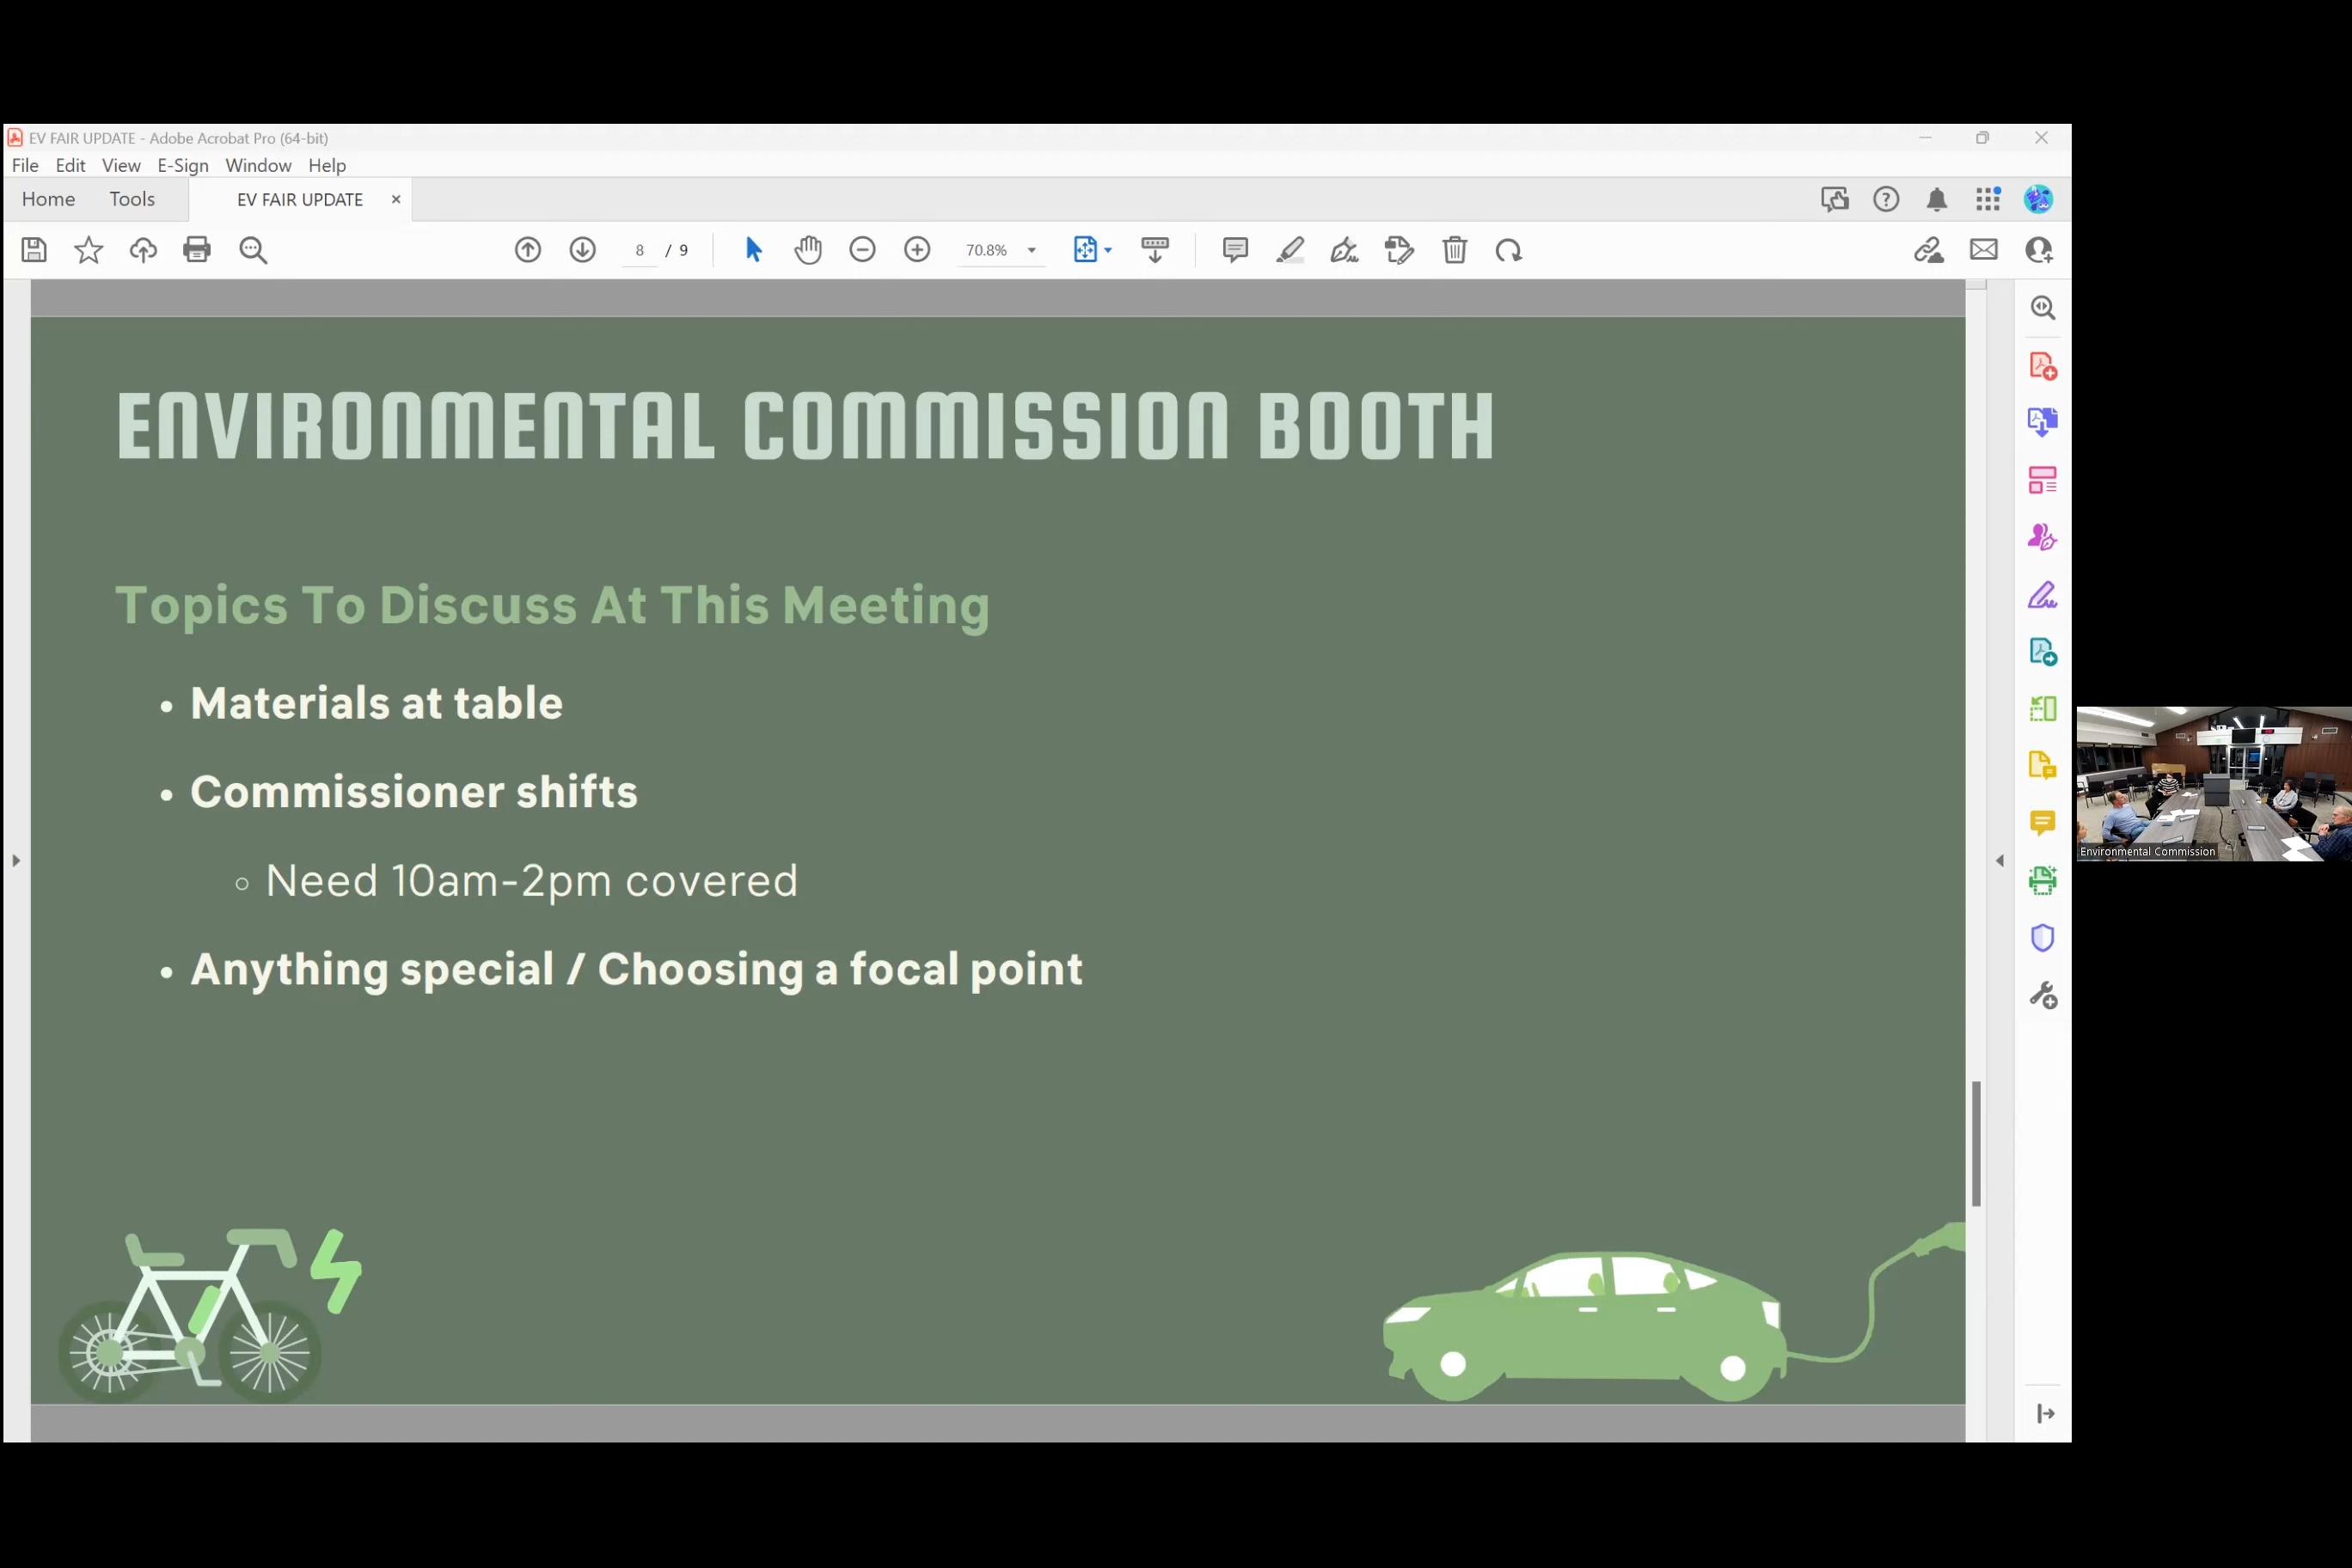 EV FAIR UPDATE - Adobe Acrobat Pro (64-bit)
File Edit View E-Sign Window Help
Home Tools EV FAIR UPDATE
8 / 9 70.8%
ENVIRONMENTAL COMMISSION BOOTH
Topics To Discuss At This Meeting
• Materials at table
• Commissioner shifts
○ Need 10am-2pm covered
• Anything special / Choosing a focal point
Environmental Commission